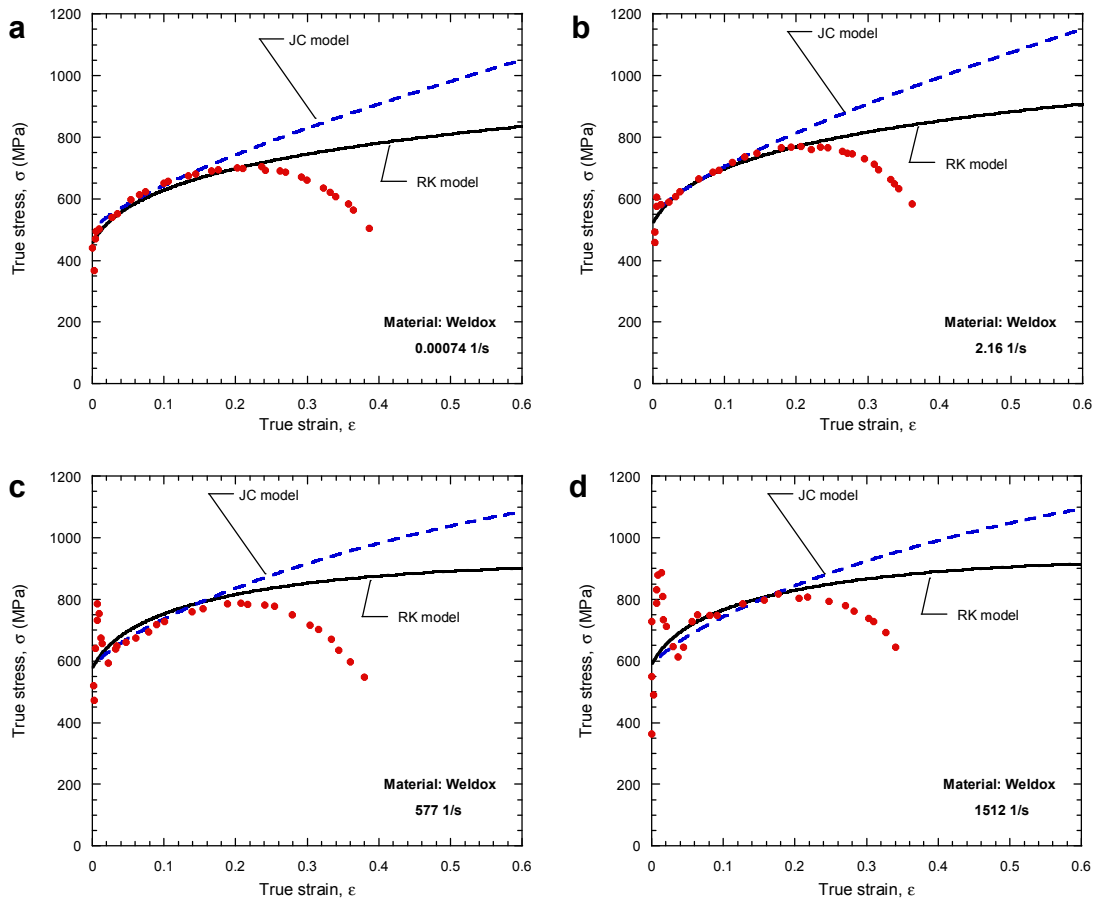 a
1200
1000
800
600
400
200
0
True stress, σ (MPa)
JC model
RK model
Material: Weldox
0.00074 1/s
0 0.1 0.2 0.3 0.4 0.5 0.6
True strain, ε
b
1200
1000
800
600
400
200
0
True stress, σ (MPa)
JC model
RK model
Material: Weldox
2.16 1/s
0 0.1 0.2 0.3 0.4 0.5 0.6
True strain, ε
c
1200
1000
800
600
400
200
0
True stress, σ (MPa)
JC model
RK model
Material: Weldox
577 1/s
0 0.1 0.2 0.3 0.4 0.5 0.6
True strain, ε
d
1200
1000
800
600
400
200
0
True stress, σ (MPa)
JC model
RK model
Material: Weldox
1512 1/s
0 0.1 0.2 0.3 0.4 0.5 0.6
True strain, ε